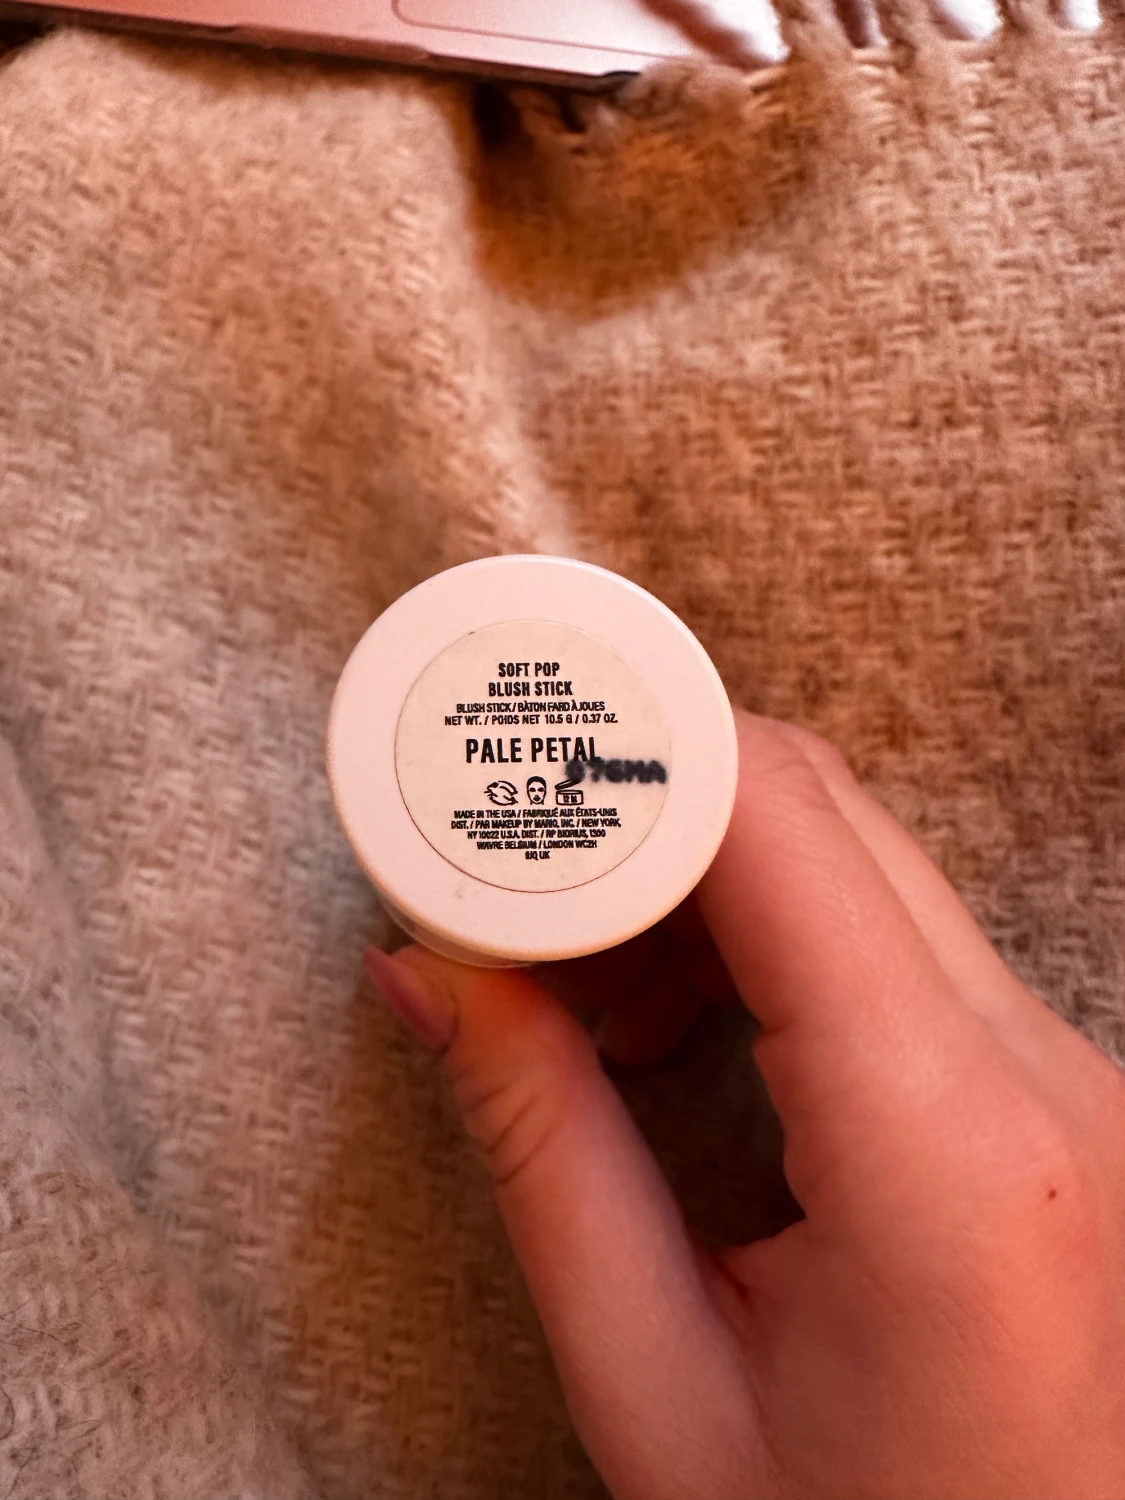 SOFT POP
BLUSH STICK
BLUSH STICK / BÂTON FARD À JOUES
NET WT. / POIDS NET 10.5 G / 0.37 OZ.
PALE PETAL
76MA
12 M
MADE IN THE USA / FABRIQUÉ AUX ÉTATS-UNIS
DIST. / PAR MAKEUP BY MARIO, INC. / NEW YORK,
NY 10022 U.S.A. DIST. / RP BIORIUS, 1300
WAVRE BELGIUM / LONDON WC2H
9JQ UK